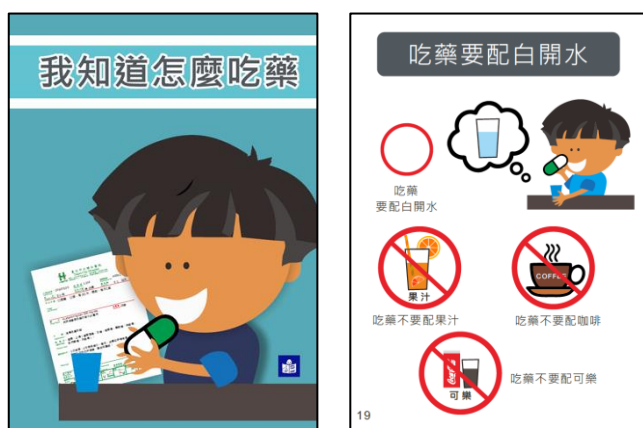 我知道怎麼吃藥
吃藥要配白開水
吃藥
要配白開水
果汁
COFFEE
吃藥不要配果汁
吃藥不要配咖啡
可樂
吃藥不要配可樂
19